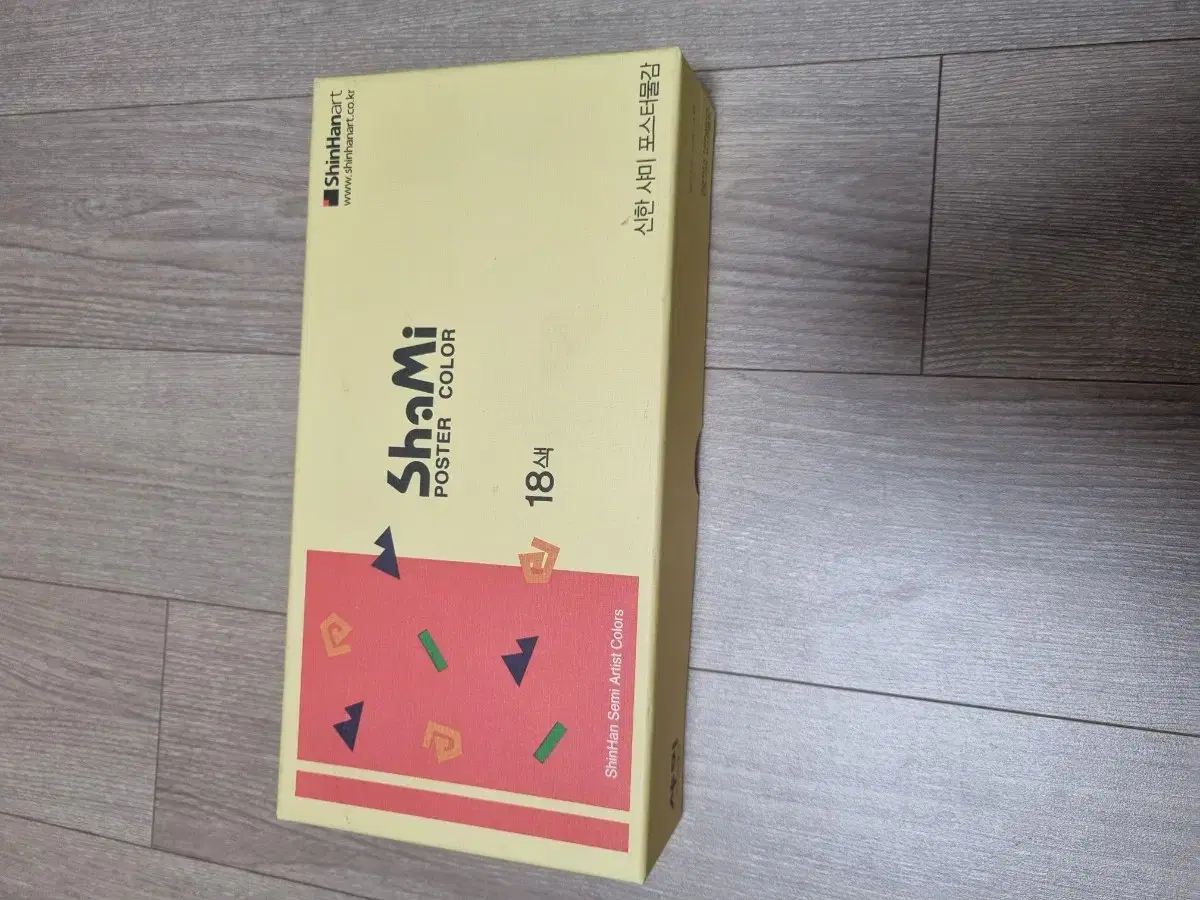 ShinHanart
www.shinhanart.co.kr
ShaMi
POSTER COLOR
18색
신한 샤미 포스터물감
ShinHan Semi Artist Colors